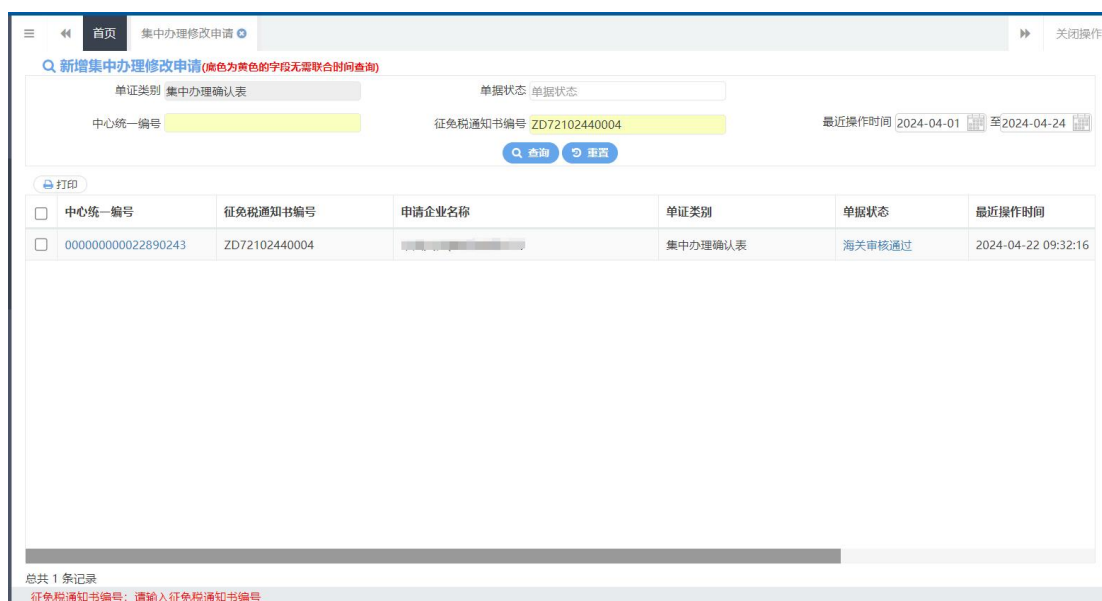 首页 集中办理修改申请 关闭操作
新增集中办理修改申请(底色为黄色的字段无需联合时间查询)
单证类别 集中办理确认表 单据状态 单据状态
中心统一编号 征免税通知书编号 ZD72102440004 最近操作时间 2024-04-01 至2024-04-24
查询 重置
打印
中心统一编号 征免税通知书编号 申请企业名称 单证类别 单据状态 最近操作时间
000000000022890243 ZD72102440004 集中办理确认表 海关审核通过 2024-04-22 09:32:16
总共 1 条记录
征免税通知书编号：请输入征免税通知书编号